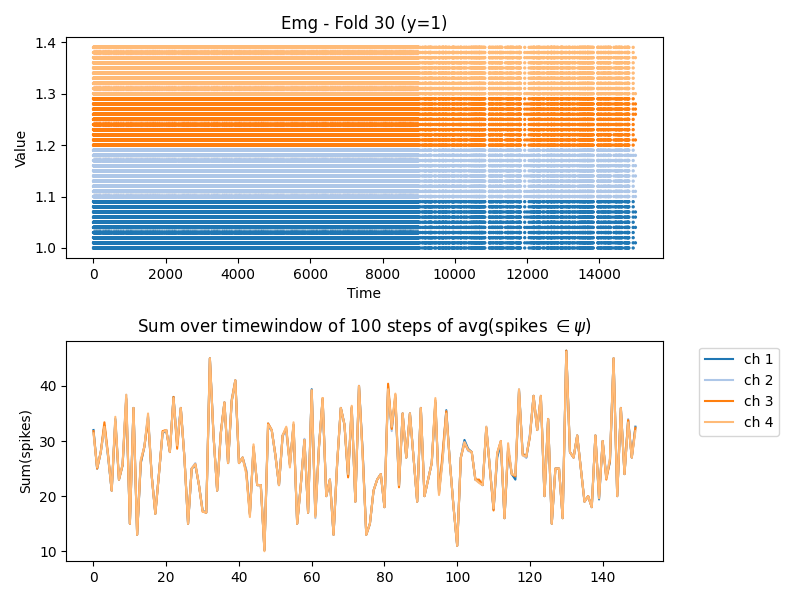 Emg - Fold 30 (y=1)
Value
1.4
1.3
1.2
1.1
1.0
0 2000 4000 6000 8000 10000 12000 14000
Time
Sum over timewindow of 100 steps of avg(spikes ∈ ψ)
Sum(spikes)
40
30
20
10
0 20 40 60 80 100 120 140
ch 1
ch 2
ch 3
ch 4